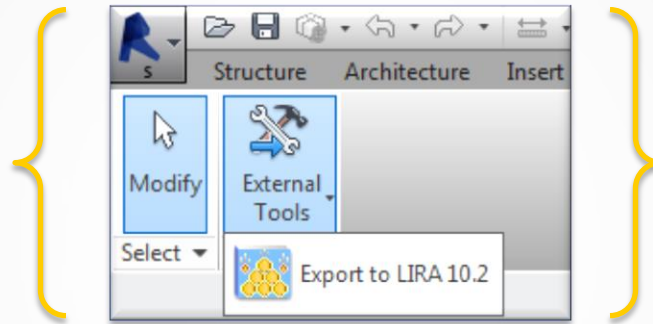 S
Structure Architecture Insert
Modify
External
Tools
Select
Export to LIRA 10.2